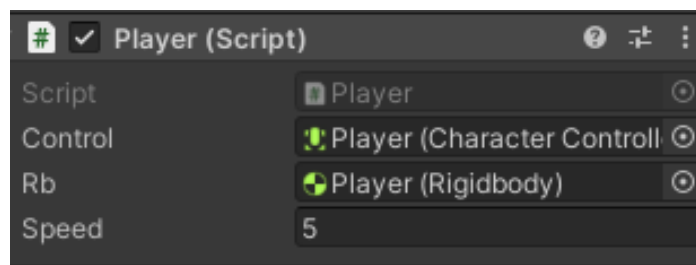 # Player (Script)
Script # Player
Control Player (Character Controll
Rb Player (Rigidbody)
Speed 5